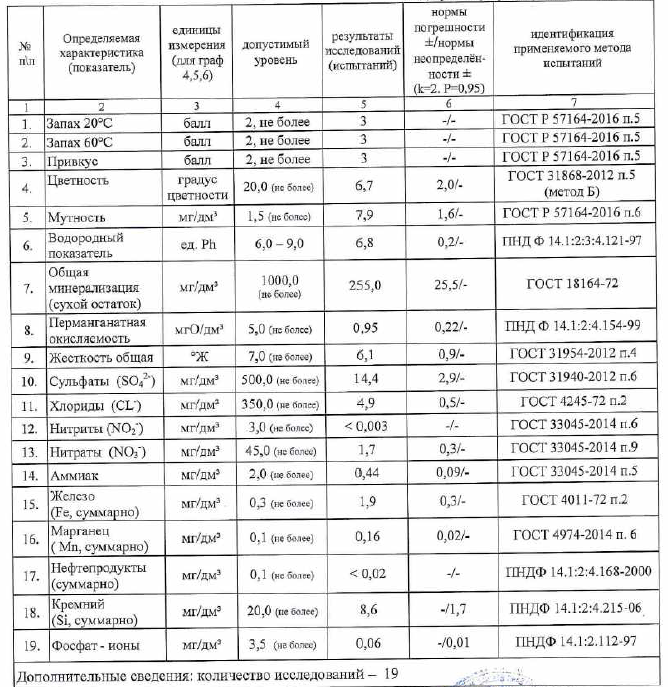 № п\п | Определяемая характеристика (показатель) | единицы измерения (для граф 4,5,6) | допустимый уровень | результаты исследований (испытаний) | нормы погрешности ±/нормы неопределён-ности ± (k=2. P=0,95) | идентификация применяемого метода испытаний
1 | 2 | 3 | 4 | 5 | 6 | 7
1. | Запах 20°С | балл | 2, не более | 3 | -/- | ГОСТ Р 57164-2016 п.5
2. | Запах 60°С | балл | 2, не более | 3 | -/- | ГОСТ Р 57164-2016 п.5
3. | Привкус | балл | 2, не более | 3 | -/- | ГОСТ Р 57164-2016 п.5
4. | Цветность | градус цветности | 20,0 (не более) | 6,7 | 2,0/- | ГОСТ 31868-2012 п.5 (метод Б)
5. | Мутность | мг/дм³ | 1,5 (не более) | 7,9 | 1,6/- | ГОСТ Р 57164-2016 п.6
6. | Водородный показатель | ед. Ph | 6,0 – 9,0 | 6,8 | 0,2/- | ПНД Ф 14.1:2:3:4.121-97
7. | Общая минерализация (сухой остаток) | мг/дм³ | 1000,0 (не более) | 255,0 | 25,5/- | ГОСТ 18164-72
8. | Перманганатная окисляемость | мгО/дм³ | 5,0 (не более) | 0,95 | 0,22/- | ПНД Ф 14.1:2:4.154-99
9. | Жесткость общая | °Ж | 7,0 (не более) | 6,1 | 0,9/- | ГОСТ 31954-2012 п.4
10. | Сульфаты (SO₄²⁻) | мг/дм³ | 500,0 (не более) | 14,4 | 2,9/- | ГОСТ 31940-2012 п.6
11. | Хлориды (CL⁻) | мг/дм³ | 350,0 (не более) | 4,9 | 0,5/- | ГОСТ 4245-72 п.2
12. | Нитриты (NO₂⁻) | мг/дм³ | 3,0 (не более) | < 0,003 | -/- | ГОСТ 33045-2014 п.6
13. | Нитраты (NO₃⁻) | мг/дм³ | 45,0 (не более) | 1,7 | 0,3/- | ГОСТ 33045-2014 п.9
14. | Аммиак | мг/дм³ | 2,0 (не более) | 0,44 | 0,09/- | ГОСТ 33045-2014 п.5
15. | Железо (Fe, суммарно) | мг/дм³ | 0,3 (не более) | 1,9 | 0,3/- | ГОСТ 4011-72 п.2
16. | Марганец ( Mn, суммарно) | мг/дм³ | 0,1 (не более) | 0,16 | 0,02/- | ГОСТ 4974-2014 п. 6
17. | Нефтепродукты (суммарно) | мг/дм³ | 0,1 (не более) | < 0,02 | -/- | ПНДФ 14.1:2:4.168-2000
18. | Кремний (Si, суммарно) | мг/дм³ | 20,0 (не более) | 8,6 | -/1,7 | ПНДФ 14.1:2:4.215-06
19. | Фосфат - ионы | мг/дм³ | 3,5 (не более) | 0,06 | -/0,01 | ПНДФ 14.1:2.112-97
Дополнительные сведения: количество исследований – 19